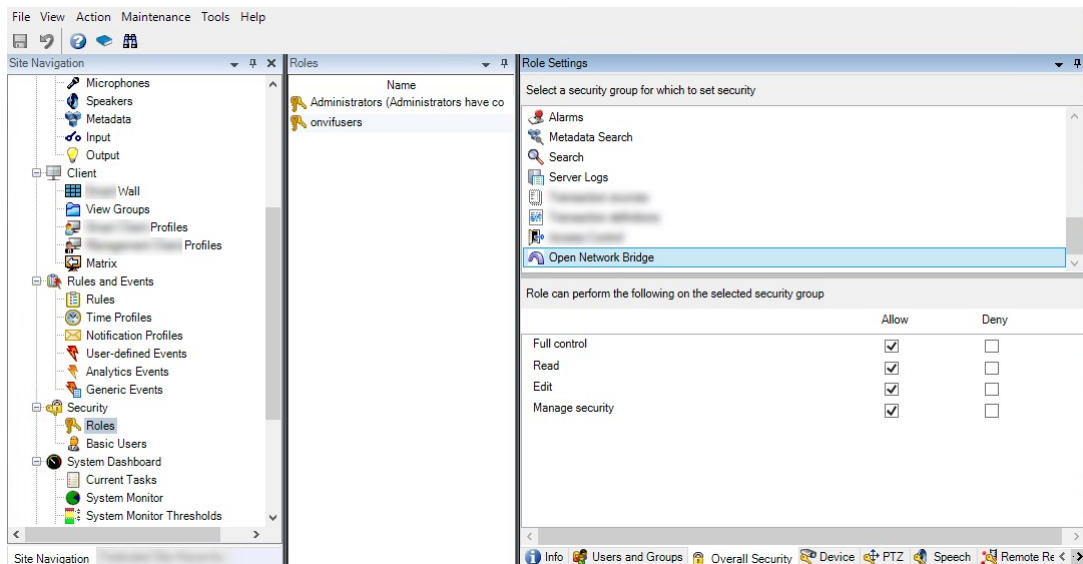 File View Action Maintenance Tools Help
Site Navigation
Microphones
Speakers
Metadata
Input
Output
Client
Wall
View Groups
Profiles
Profiles
Matrix
Rules and Events
Rules
Time Profiles
Notification Profiles
User-defined Events
Analytics Events
Generic Events
Security
Roles
Basic Users
System Dashboard
Current Tasks
System Monitor
System Monitor Thresholds
Site Navigation
Roles
Name
Administrators (Administrators have co
onvifusers
Role Settings
Select a security group for which to set security
Alarms
Metadata Search
Search
Server Logs
Open Network Bridge
Role can perform the following on the selected security group
Allow Deny
Full control
Read
Edit
Manage security
Info Users and Groups Overall Security Device PTZ Speech Remote Re